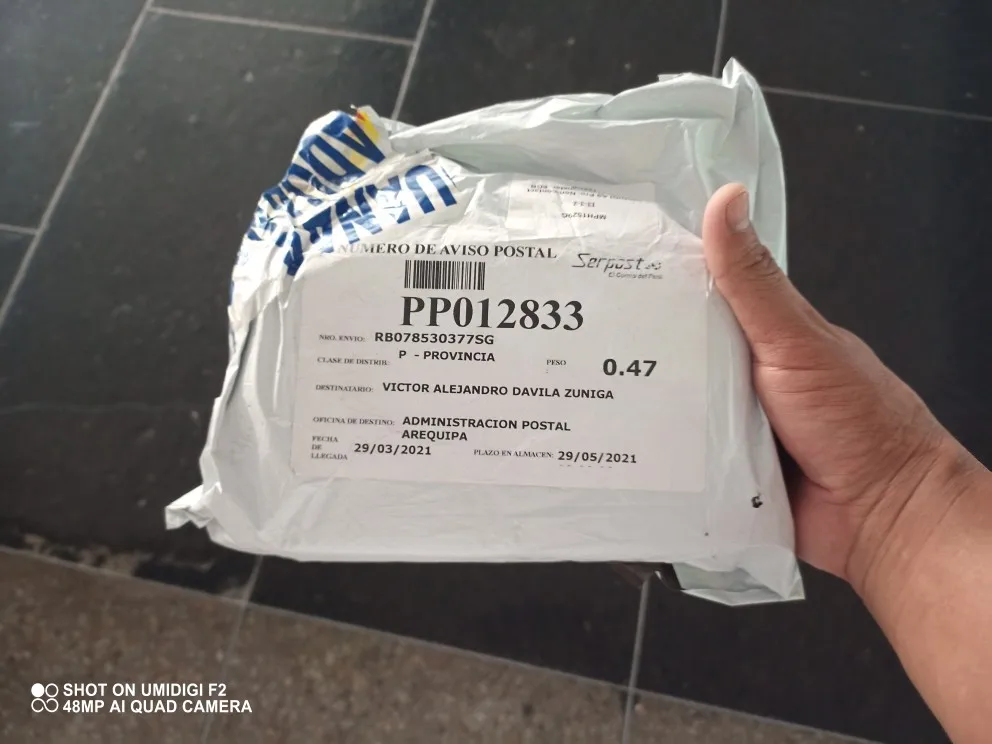 ADUANE
NUMERO DE AVISO POSTAL
Serpost
El Correo del Perú
PP012833
NRO. ENVIO: RB078530377SG
CLASE DE DISTRIB: P - PROVINCIA PESO : 0.47
DESTINATARIO: VICTOR ALEJANDRO DAVILA ZUNIGA
OFICINA DE DESTINO: ADMINISTRACION POSTAL
AREQUIPA
FECHA
DE
LLEGADA 29/03/2021 PLAZO EN ALMACEN: 29/05/2021
SHOT ON UMIDIGI F2
48MP AI QUAD CAMERA